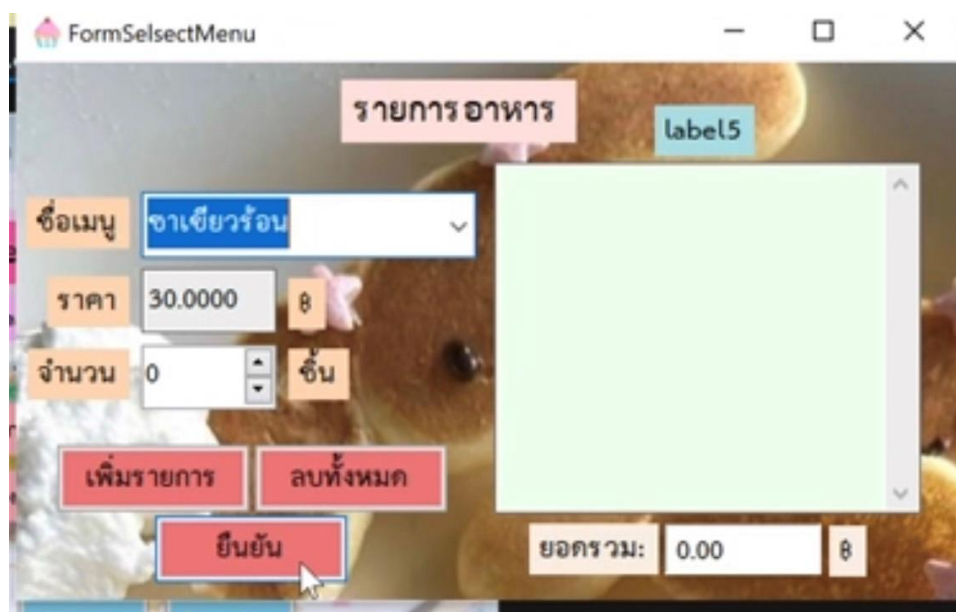 FormSelsectMenu
รายการอาหาร
label5
ชื่อเมนู
ชาเขียวร้อน
ราคา
30.0000
฿
จำนวน
0
ชิ้น
เพิ่มรายการ
ลบทั้งหมด
ยืนยัน
ยอดรวม:
0.00
฿